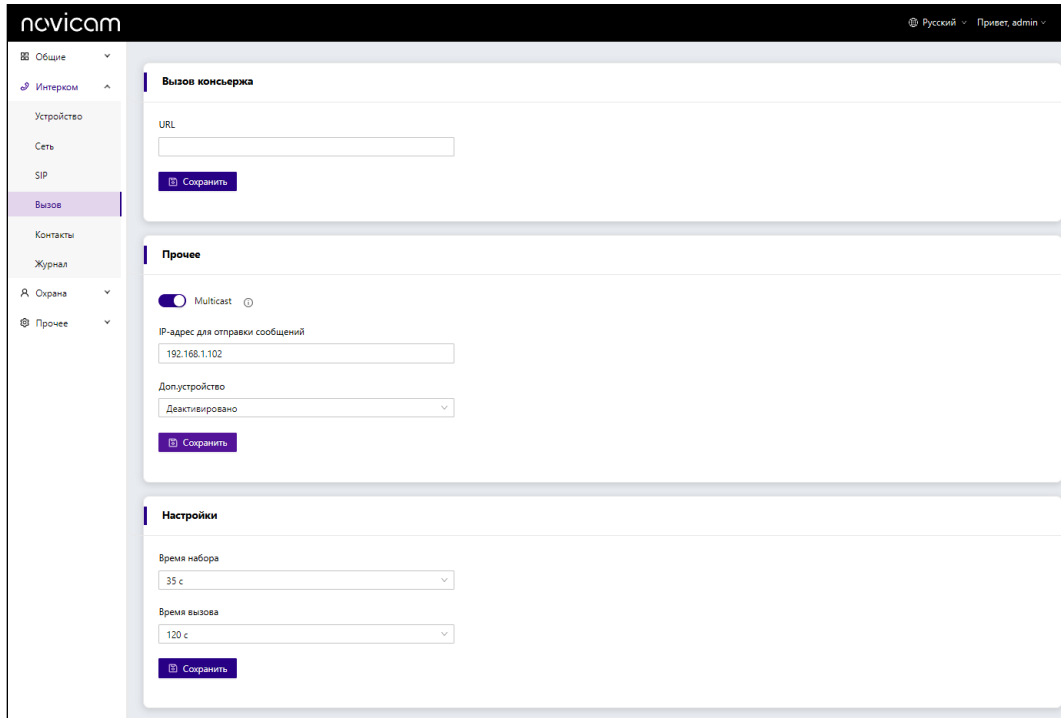 novicam
Русский Привет, admin
Общие
Интерком
Устройство
Сеть
SIP
Вызов
Контакты
Журнал
Охрана
Прочее
Вызов консьержа
URL
Сохранить
Прочее
Multicast
IP-адрес для отправки сообщений
192.168.1.102
Доп.устройство
Деактивировано
Сохранить
Настройки
Время набора
35 с
Время вызова
120 с
Сохранить